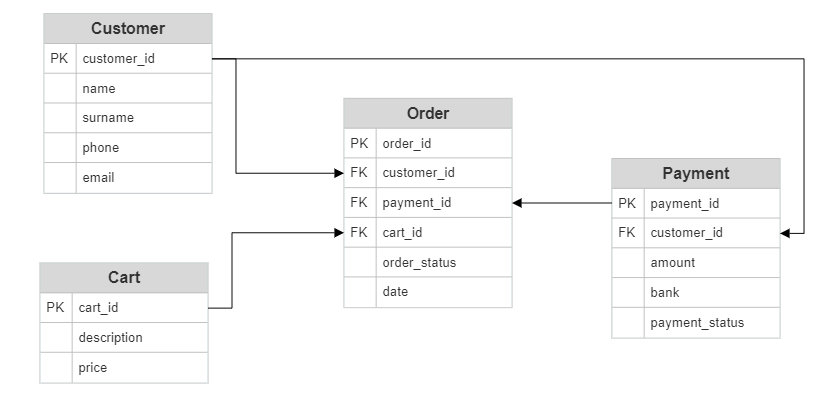 Customer
PK customer_id
name
surname
phone
email
Order
PK order_id
FK customer_id
FK payment_id
FK cart_id
order_status
date
Payment
PK payment_id
FK customer_id
amount
bank
payment_status
Cart
PK cart_id
description
price